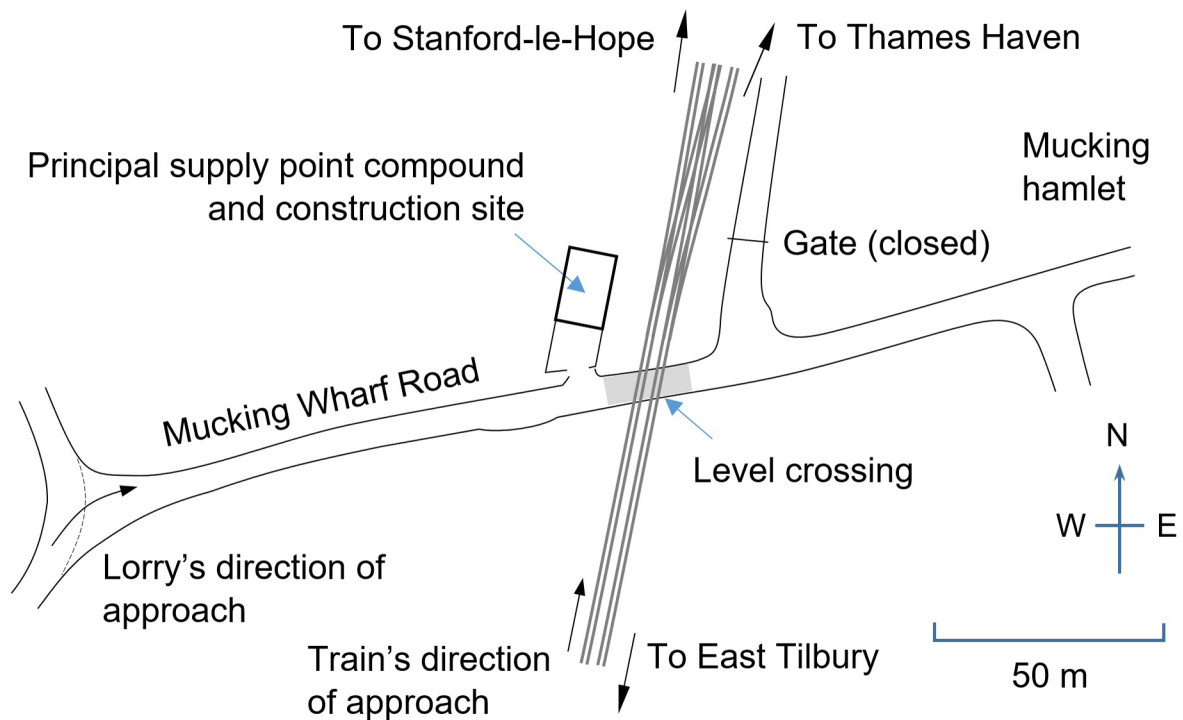 To Stanford-le-Hope
To Thames Haven
Principal supply point compound
and construction site
Mucking
hamlet
Gate (closed)
Mucking Wharf Road
Level crossing
N
W
E
S
Lorry’s direction of
approach
Train’s direction
of approach
To East Tilbury
50 m